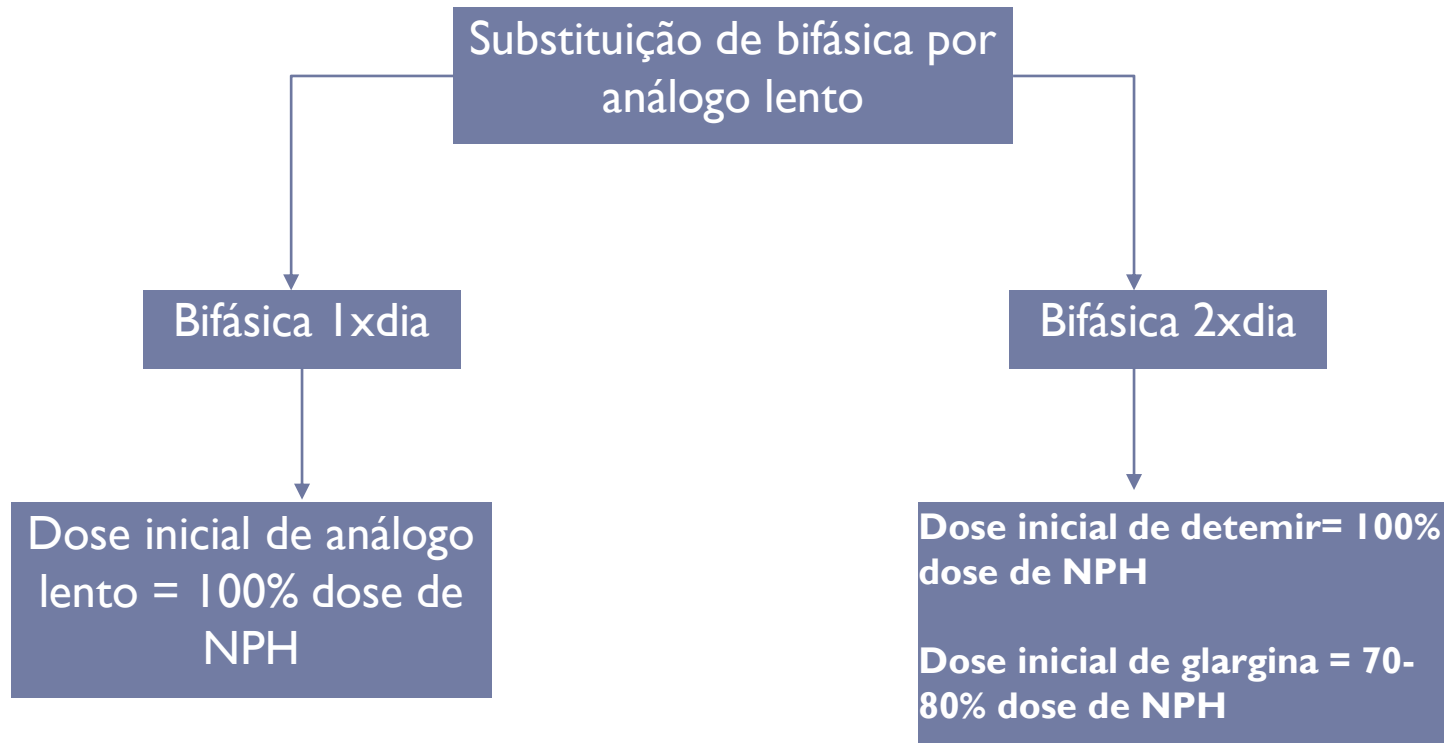 Substituição de bifásica por
análogo lento
Bifásica 1xdia
Bifásica 2xdia
Dose inicial de análogo
lento = 100% dose de
NPH
Dose inicial de detemir= 100%
dose de NPH
Dose inicial de glargina = 70-
80% dose de NPH